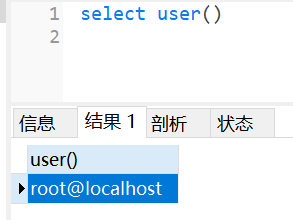 1 select user()
2
信息 结果 1 剖析 状态
user()
root@localhost